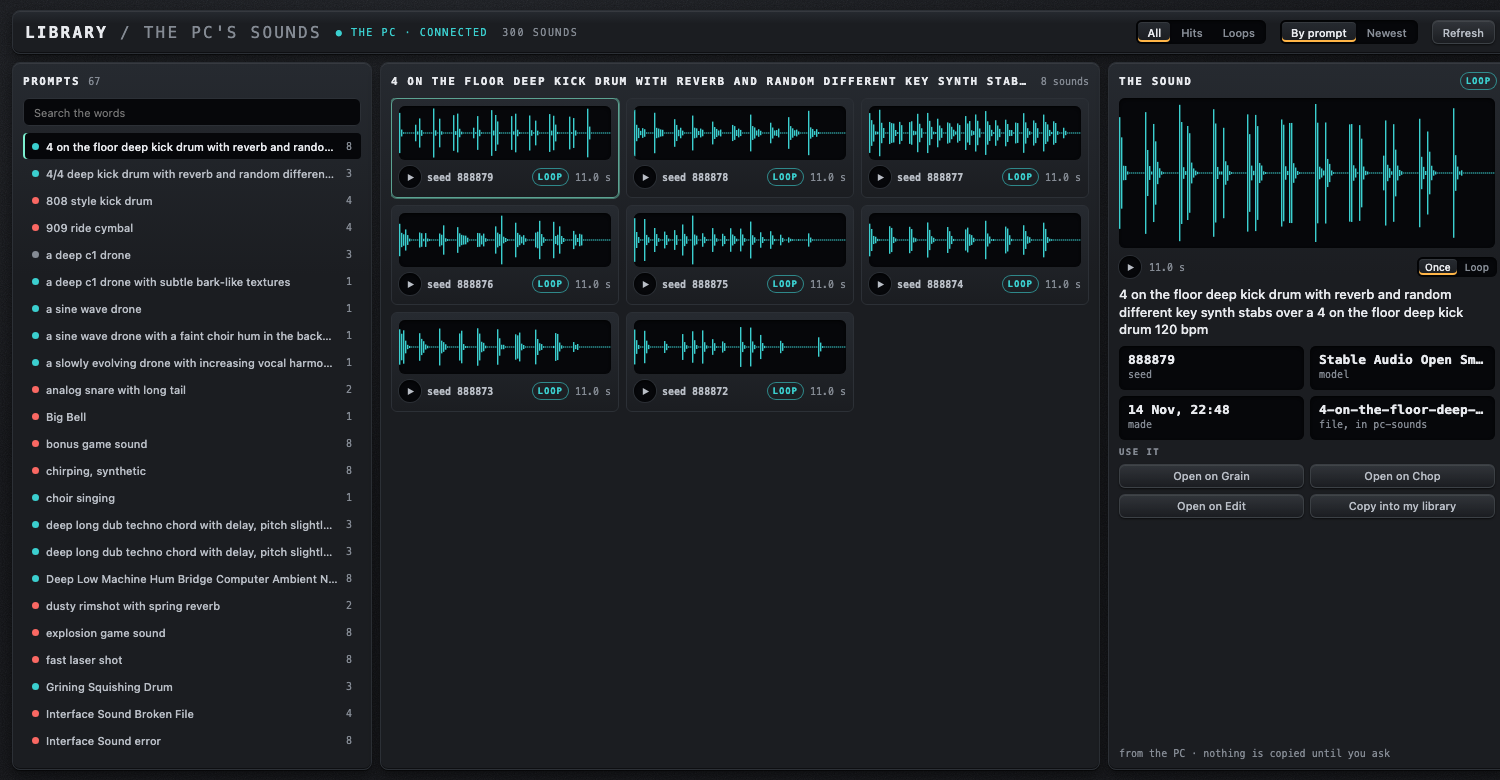 LIBRARY / THE PC'S SOUNDS THE PC · CONNECTED 300 SOUNDS
All Hits Loops By prompt Newest Refresh
PROMPTS 67
Search the words
4 on the floor deep kick drum with reverb and rando... 8
4/4 deep kick drum with reverb and random differen... 3
808 style kick drum 4
909 ride cymbal 4
a deep c1 drone 3
a deep c1 drone with subtle bark-like textures 1
a sine wave drone 1
a sine wave drone with a faint choir hum in the back... 1
a slowly evolving drone with increasing vocal harmo... 1
analog snare with long tail 2
Big Bell 1
bonus game sound 8
chirping, synthetic 8
choir singing 1
deep long dub techno chord with delay, pitch slightl... 3
deep long dub techno chord with delay, pitch slightl... 3
Deep Low Machine Hum Bridge Computer Ambient N... 8
dusty rimshot with spring reverb 2
explosion game sound 8
fast laser shot 8
Grining Squishing Drum 3
Interface Sound Broken File 4
Interface Sound error 8
4 ON THE FLOOR DEEP KICK DRUM WITH REVERB AND RANDOM DIFFERENT KEY SYNTH STAB... 8 sounds
seed 888879 LOOP 11.0 s
seed 888878 LOOP 11.0 s
seed 888877 LOOP 11.0 s
seed 888876 LOOP 11.0 s
seed 888875 LOOP 11.0 s
seed 888874 LOOP 11.0 s
seed 888873 LOOP 11.0 s
seed 888872 LOOP 11.0 s
THE SOUND LOOP
11.0 s Once Loop
4 on the floor deep kick drum with reverb and random
different key synth stabs over a 4 on the floor deep kick
drum 120 bpm
888879
seed
Stable Audio Open Sm...
model
14 Nov, 22:48
made
4-on-the-floor-deep-...
file, in pc-sounds
USE IT
Open on Grain
Open on Chop
Open on Edit
Copy into my library
from the PC · nothing is copied until you ask